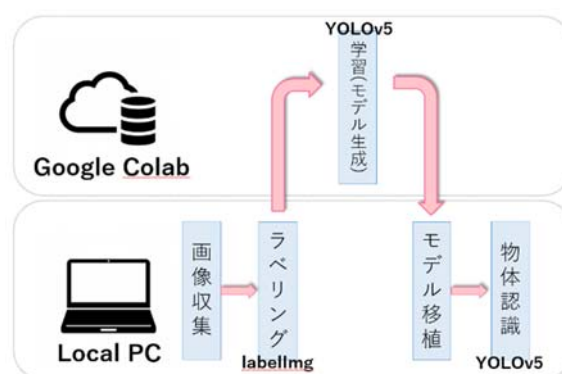 YOLOv5
学習(モデル生成)
Google Colab
画像収集
ラベリング
labelImg
モデル移植
物体認識
YOLOv5
Local PC